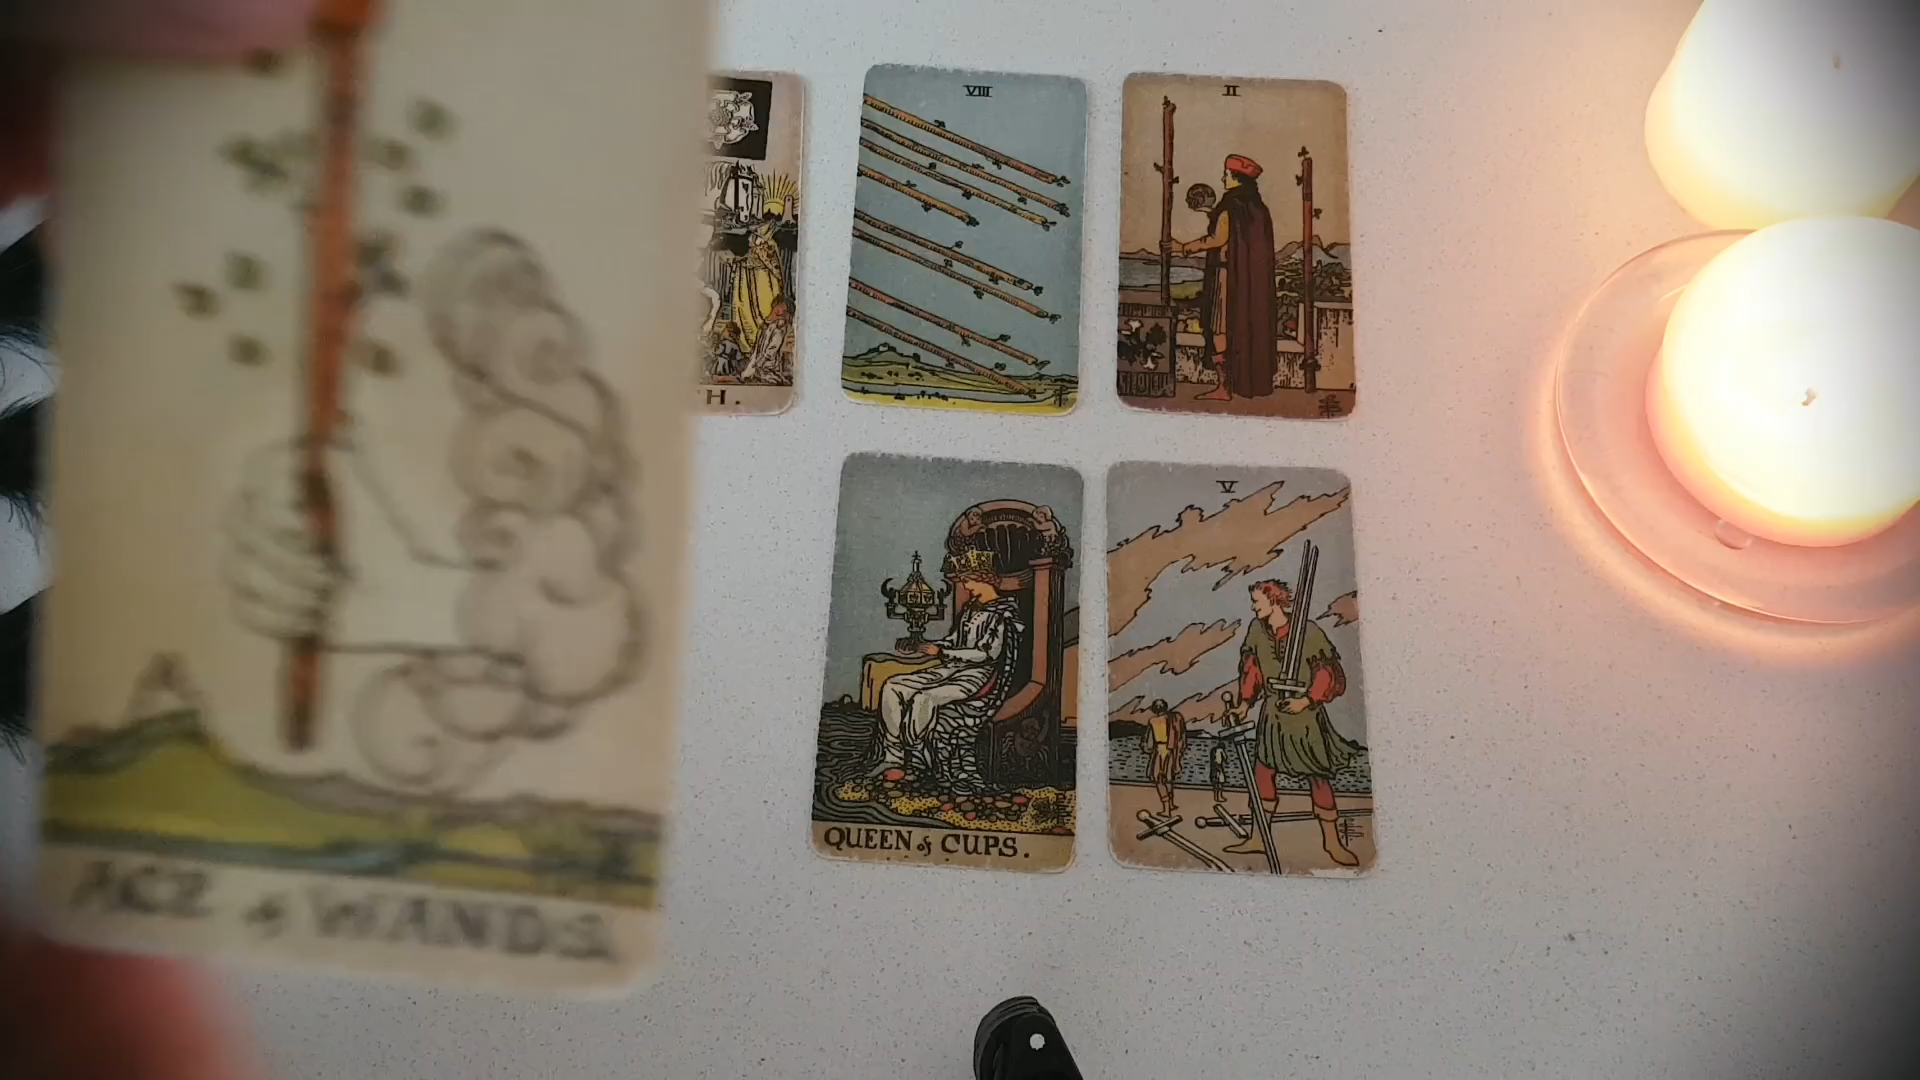 ACE of WANDS
H.
VIII
II
QUEEN of CUPS.
V